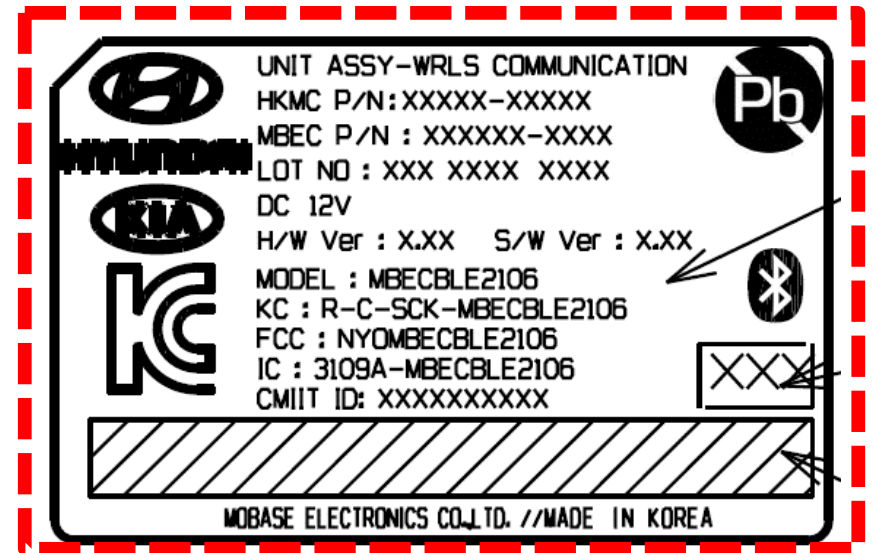 UNIT ASSY-WRLS COMMUNICATION
HKMC P/N:XXXXX-XXXXX
MBEC P/N : XXXXXX-XXXX
HYUNDAI
LOT NO : XXX XXXX XXXX
DC 12V
KIA
H/W Ver : X.XX S/W Ver : X.XX
Pb
MODEL : MBECBLE2106
KC : R-C-SCK-MBECBLE2106
FCC : NYOMBECBLE2106
IC : 3109A-MBECBLE2106
CMIIT ID: XXXXXXXXXX
KC
XXX
MOBASE ELECTRONICS CO.,LTD. //MADE IN KOREA